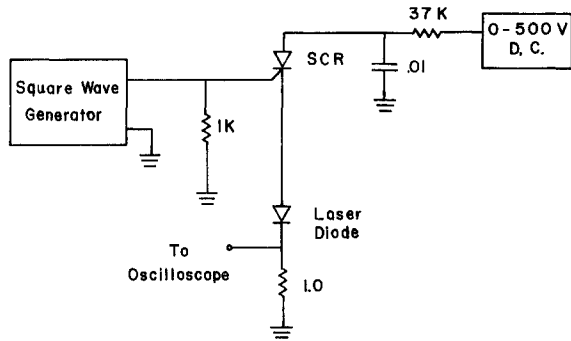 37 K
0-500 V
D. C.
SCR
.01
Square Wave
Generator
1K
Laser
Diode
To
Oscilloscope
1.0